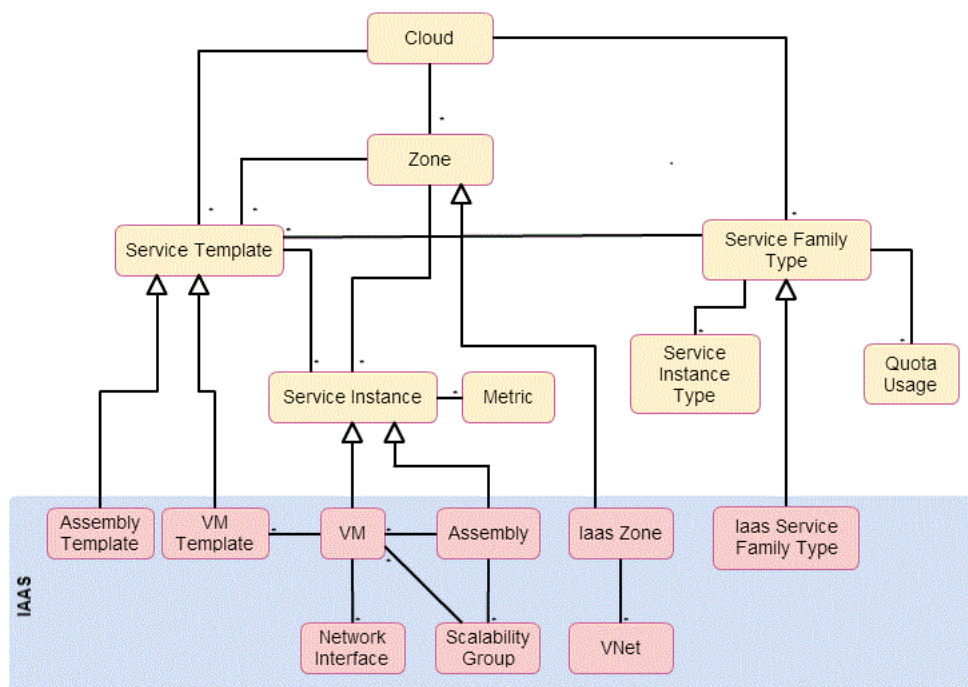 Cloud
*
Zone
*
*
*
*
Service Template
Service Family
Type
*
*
*
*
Service
Instance
Type
Quota
Usage
Service Instance
*
Metric
Assembly
Template
VM
Template
*
VM
*
*
Assembly
Iaas Zone
Iaas Service
Family Type
IAAS
*
*
*
Network
Interface
Scalability
Group
VNet